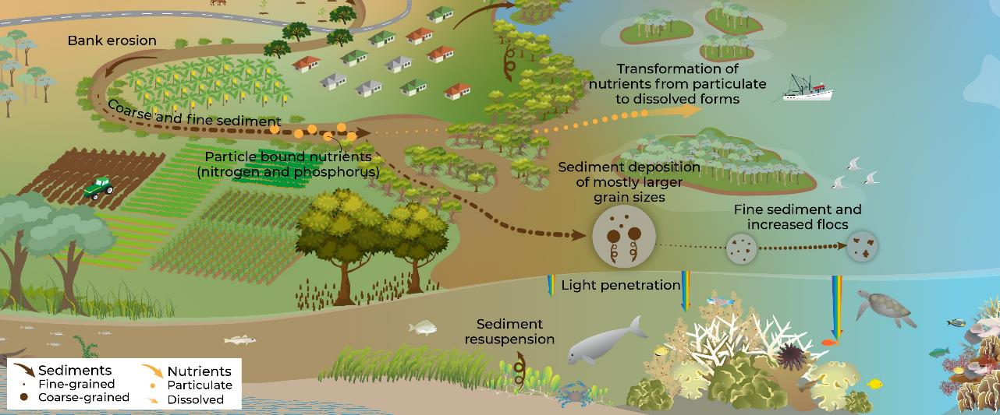 Bank erosion
Coarse and fine sediment
Particle bound nutrients
(nitrogen and phosphorus)
Transformation of
nutrients from particulate
to dissolved forms
Sediment deposition
of mostly larger
grain sizes
Fine sediment and
increased flocs
Light penetration
Sediment
resuspension
Sediments
Fine-grained
Coarse-grained
Nutrients
Particulate
Dissolved